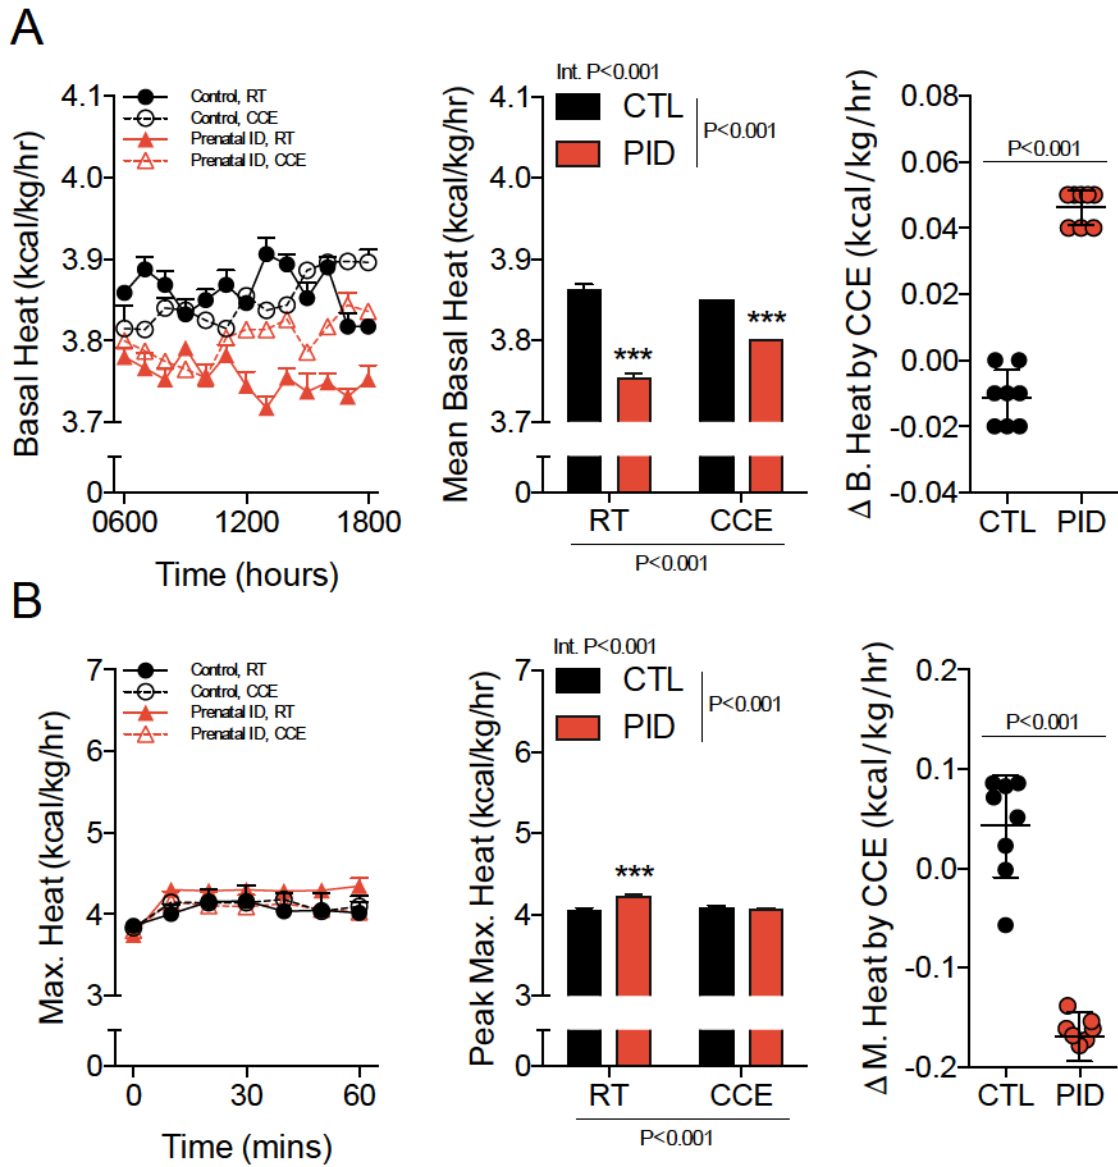 A
Basal Heat (kcal/kg/hr)
4.1
4.0
3.9
3.8
3.7
0
Control, RT
Control, CCE
Prenatal ID, RT
Prenatal ID, CCE
0600
1200
1800
Time (hours)
Mean Basal Heat (kcal/kg/hr)
4.1
4.0
3.9
3.8
3.7
0
Int. P<0.001
CTL
PID
P<0.001
***
***
RT
CCE
P<0.001
Δ B. Heat by CCE (kcal/kg/hr)
0.08
0.06
0.04
0.02
0.00
-0.02
-0.04
P<0.001
CTL
PID
B
Max. Heat (kcal/kg/hr)
7
6
5
4
3
0
Control, RT
Control, CCE
Prenatal ID, RT
Prenatal ID, CCE
0
30
60
Time (mins)
Peak Max. Heat (kcal/kg/hr)
7
6
5
4
3
0
Int. P<0.001
CTL
PID
P<0.001
***
RT
CCE
P<0.001
Δ M. Heat by CCE (kcal/kg/hr)
0.2
0.1
0.0
-0.1
-0.2
P<0.001
CTL
PID